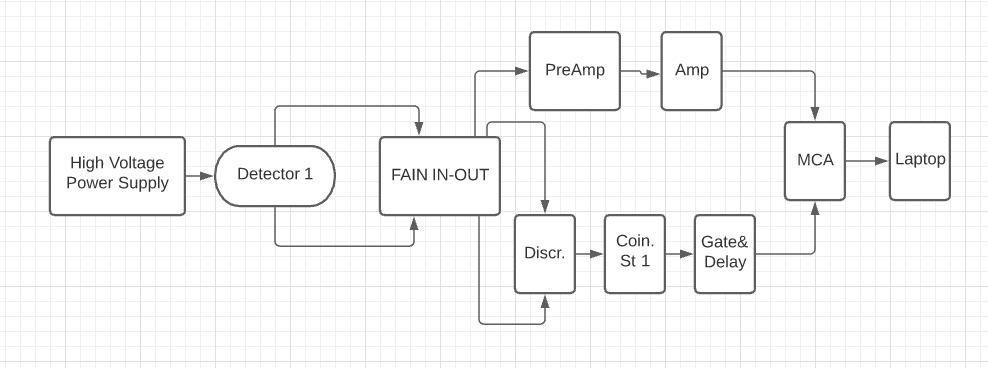 High Voltage
Power Supply
Detector 1
FAIN IN-OUT
PreAmp
Amp
Discr.
Coin.
St 1
Gate&
Delay
MCA
Laptop